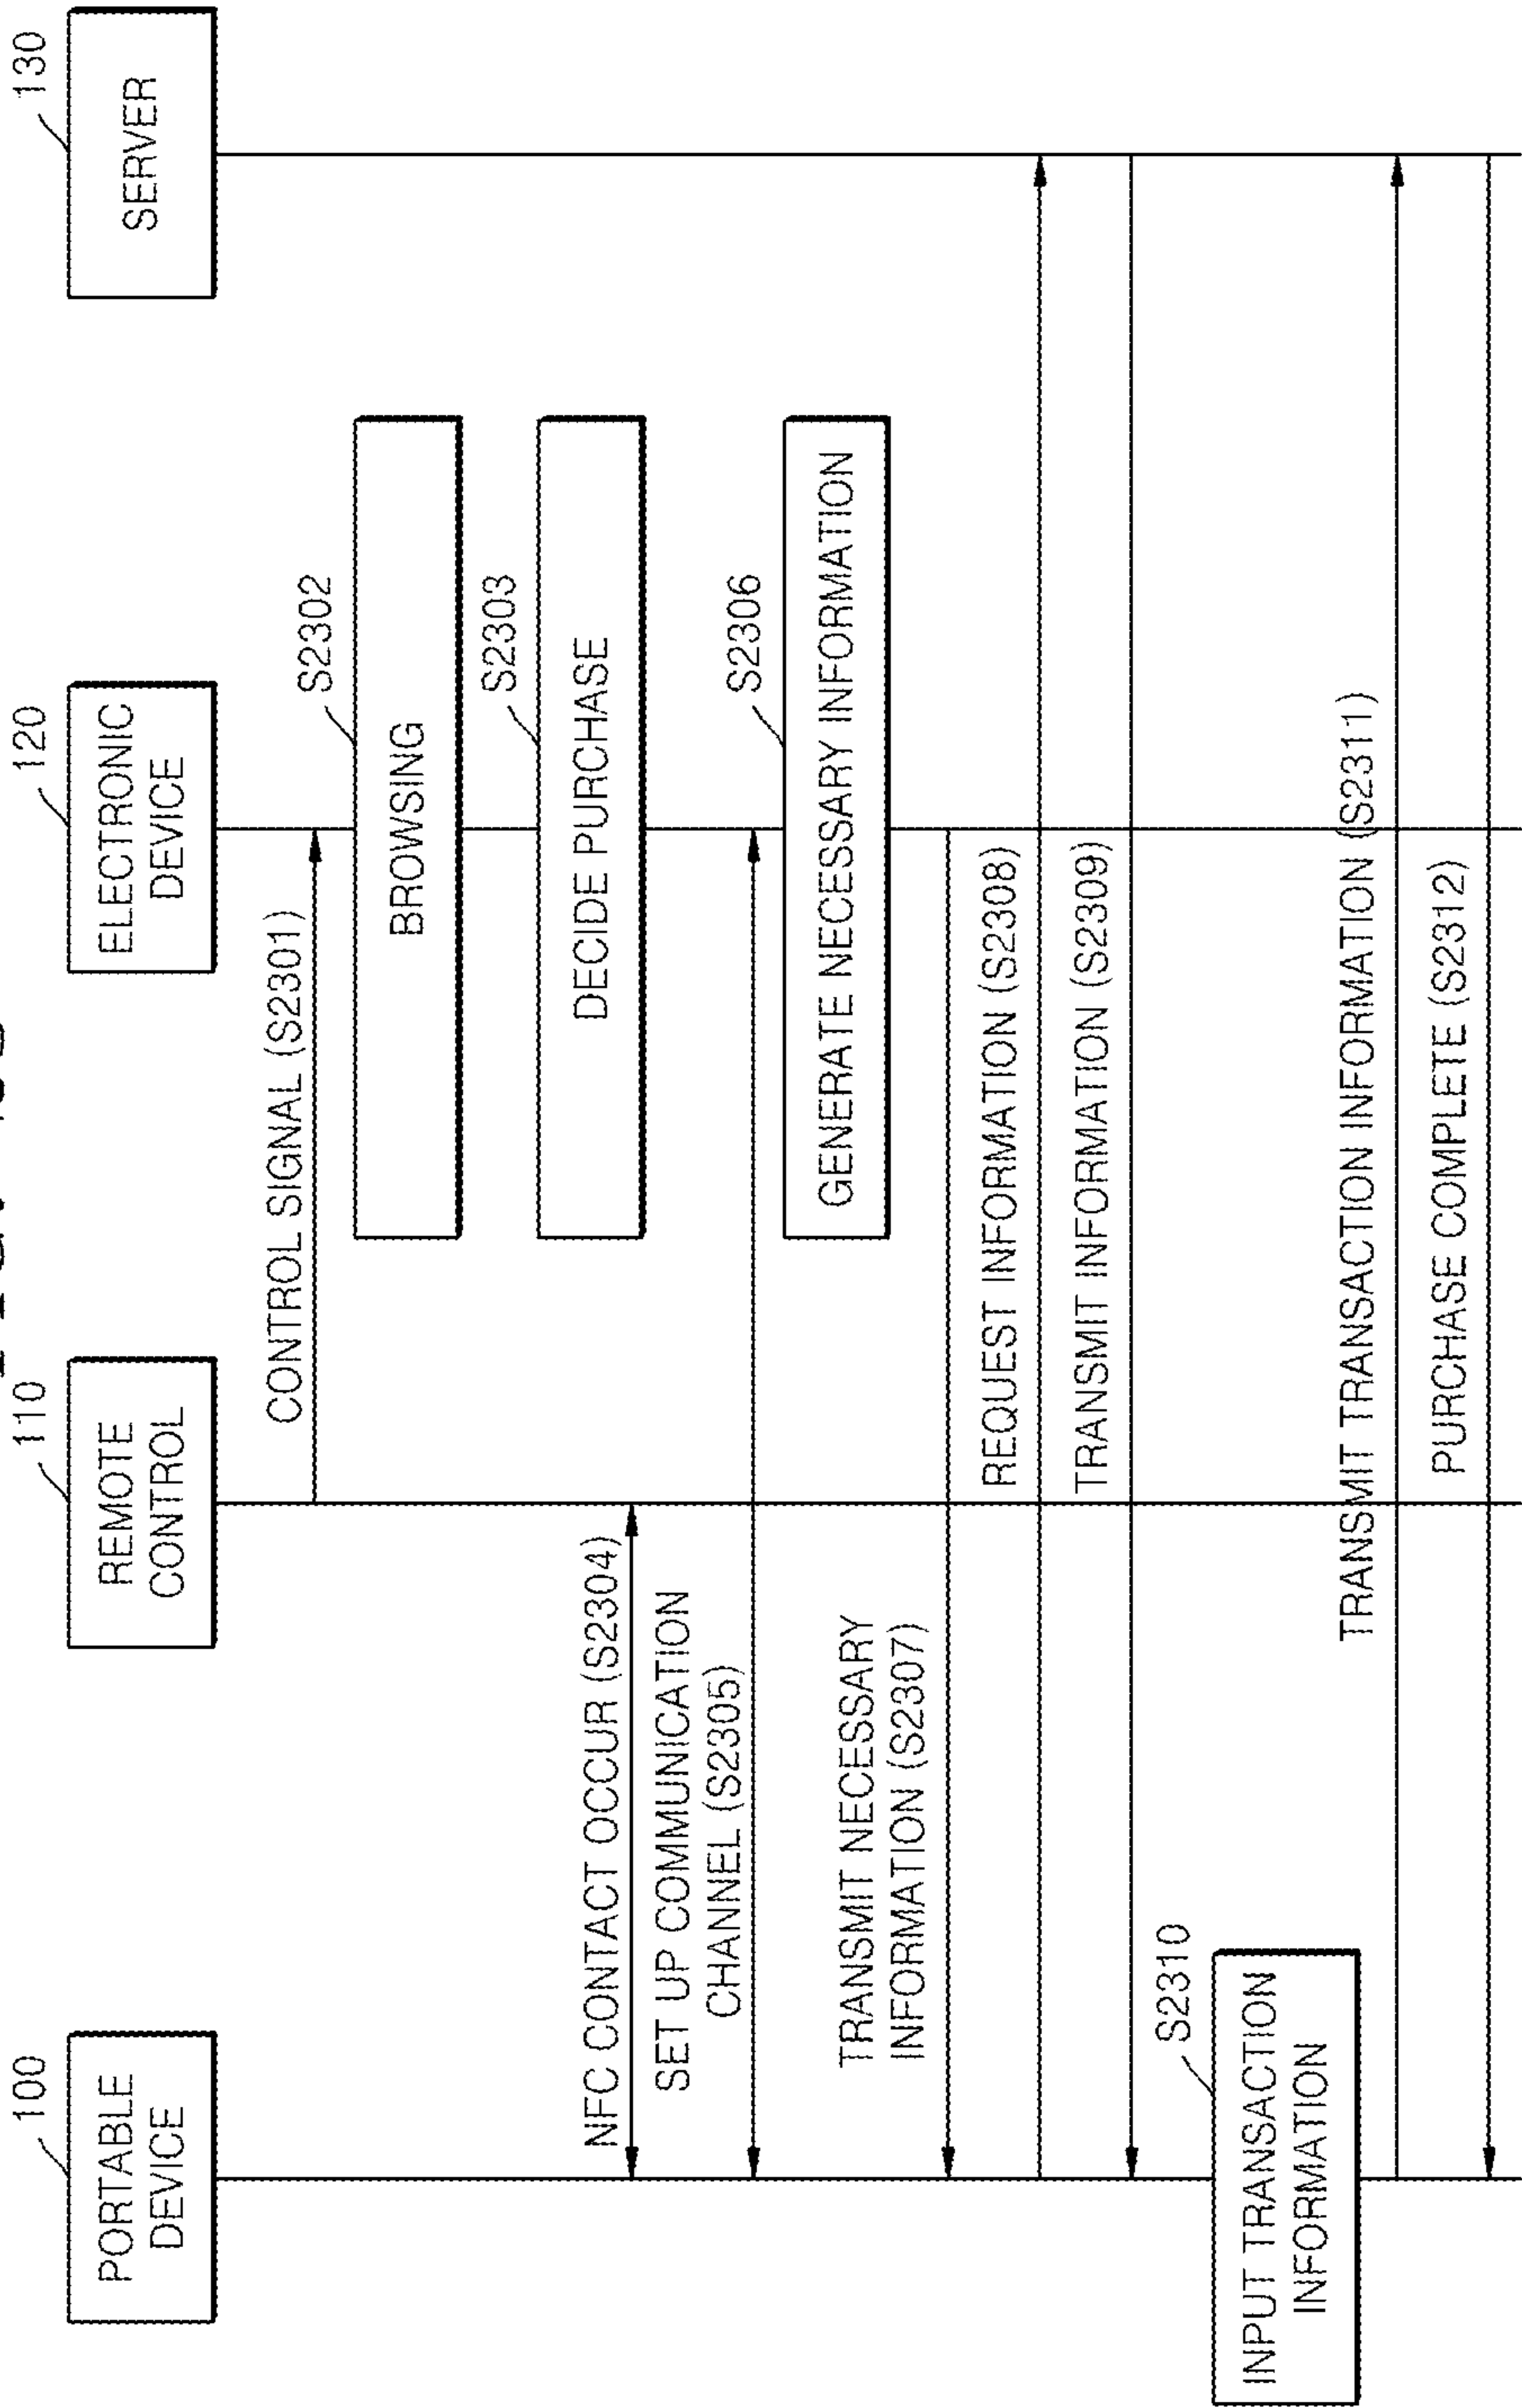 100
PORTABLE
DEVICE
110
REMOTE
CONTROL
120
ELECTRONIC
DEVICE
130
SERVER
CONTROL SIGNAL (S2301)
S2302
BROWSING
S2303
DECIDE PURCHASE
NFC CONTACT OCCUR (S2304)
SET UP COMMUNICATION
CHANNEL (S2305)
S2306
GENERATE NECESSARY INFORMATION
TRANSMIT NECESSARY
INFORMATION (S2307)
REQUEST INFORMATION (S2308)
TRANSMIT INFORMATION (S2309)
S2310
INPUT TRANSACTION
INFORMATION
TRANSMIT TRANSACTION INFORMATION (S2311)
PURCHASE COMPLETE (S2312)